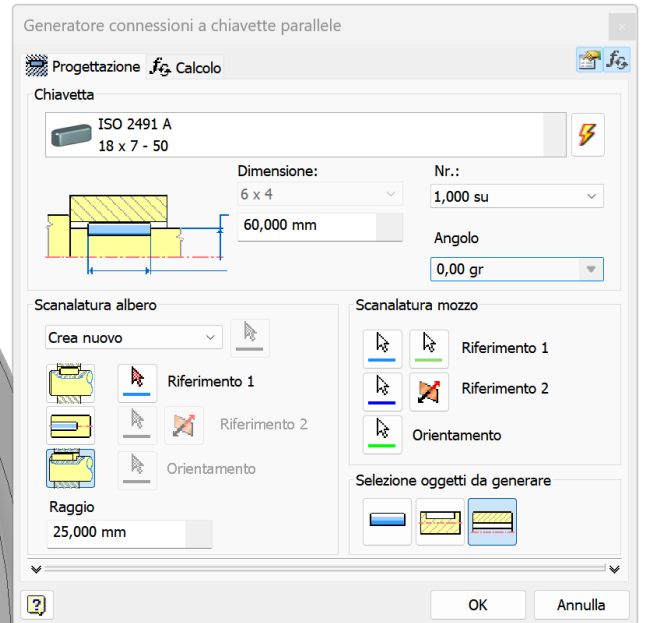 Generatore connessioni a chiavette parallele
Progettazione
Calcolo
Chiavetta
ISO 2491 A
18 x 7 - 50
Dimensione:
Nr.:
6 x 4
1,000 su
60,000 mm
Angolo
0,00 gr
Scanalatura albero
Crea nuovo
Riferimento 1
Riferimento 2
Orientamento
Raggio
25,000 mm
Scanalatura mozzo
Riferimento 1
Riferimento 2
Orientamento
Selezione oggetti da generare
OK
Annulla